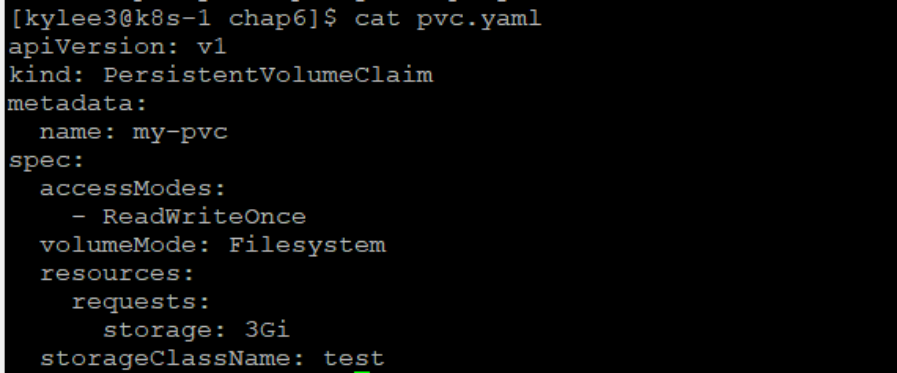 [kylee3@k8s-1 chap6]$ cat pvc.yaml
apiVersion: v1
kind: PersistentVolumeClaim
metadata:
  name: my-pvc
spec:
  accessModes:
    - ReadWriteOnce
  volumeMode: Filesystem
  resources:
    requests:
      storage: 3Gi
  storageClassName: test